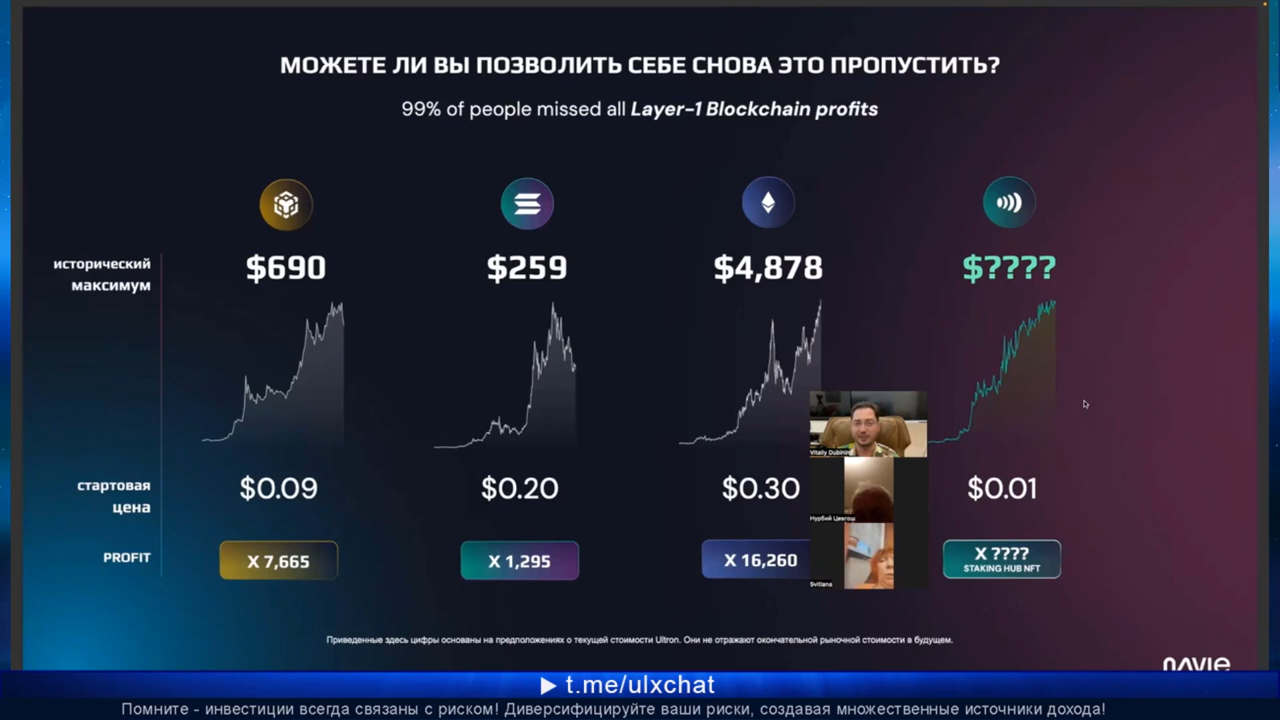 МОЖЕТЕ ЛИ ВЫ ПОЗВОЛИТЬ СЕБЕ СНОВА ЭТО ПРОПУСТИТЬ?
99% of people missed all Layer-1 Blockchain profits
исторический
максимум
$690
$259
$4,878
$????
стартовая
цена
$0.09
$0.20
$0.30
$0.01
PROFIT
X 7,665
X 1,295
X 16,260
X ????
STAKING HUB NFT
Vitaliy Dubinin
Нурбий Цевгош
Svitlana
Приведенные здесь цифры основаны на предположениях о текущей стоимости Ultron. Они не отражают окончательной рыночной стоимости в будущем.
NAVIE
t.me/ulxchat
Помните - инвестиции всегда связаны с риском! Диверсифицируйте ваши риски, создавая множественные источники дохода!